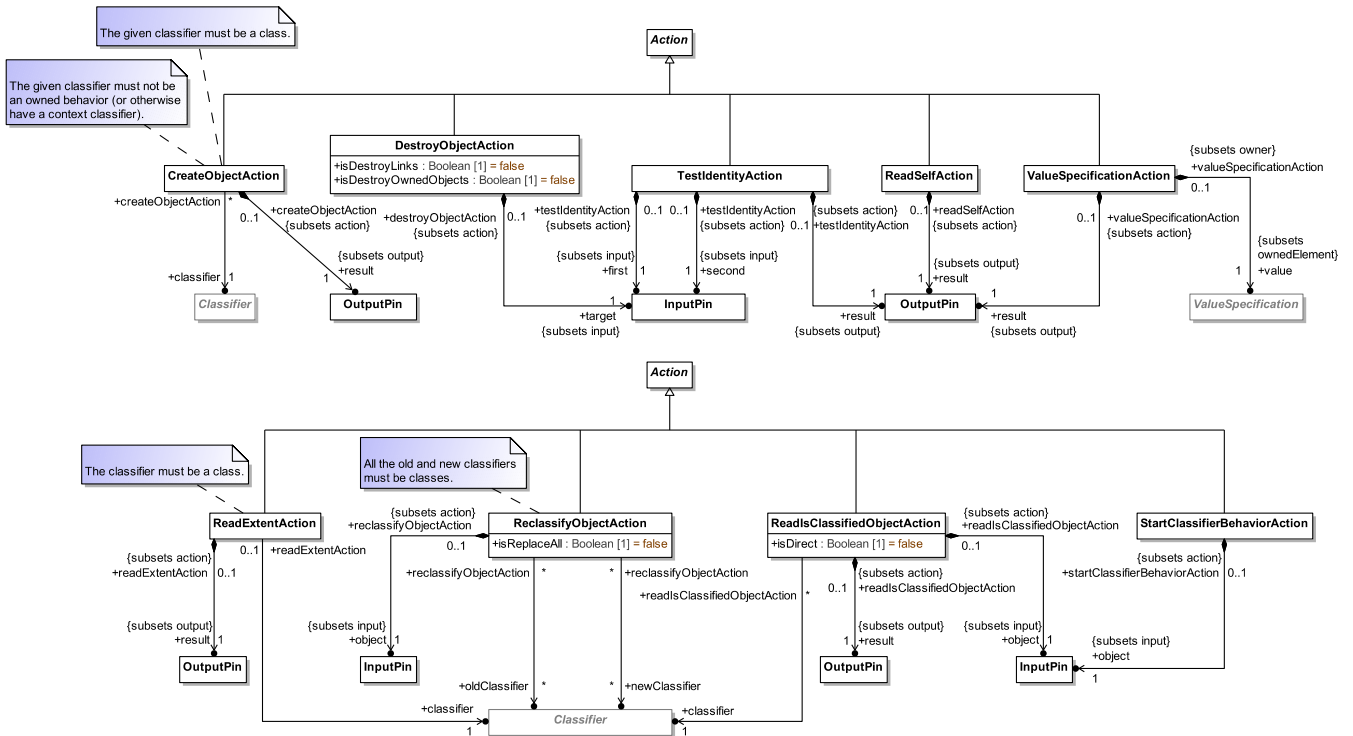 The given classifier must be a class.
The given classifier must not be
an owned behavior (or otherwise
have a context classifier).
Action
CreateObjectAction
DestroyObjectAction
+isDestroyLinks : Boolean [1] = false
+isDestroyOwnedObjects : Boolean [1] = false
TestIdentityAction
ReadSelfAction
ValueSpecificationAction
{subsets owner}
+valueSpecificationAction
0..1
+createObjectAction
*
0..1
+createObjectAction
{subsets action}
+destroyObjectAction
{subsets action}
0..1
+testIdentityAction
{subsets action}
0..1
0..1
+testIdentityAction
{subsets action}
{subsets action}
0..1
+testIdentityAction
0..1
+readSelfAction
{subsets action}
0..1
+valueSpecificationAction
{subsets action}
+classifier
1
{subsets output}
+result
1
{subsets input}
+first
1
1
{subsets input}
+second
{subsets output}
+result
1
{subsets
ownedElement}
+value
1
Classifier
OutputPin
1
+target
{subsets input}
InputPin
1
+result
{subsets output}
OutputPin
1
+result
{subsets output}
ValueSpecification
Action
The classifier must be a class.
All the old and new classifiers
must be classes.
ReadExtentAction
{subsets action}
+reclassifyObjectAction
0..1
ReclassifyObjectAction
+isReplaceAll : Boolean [1] = false
ReadIsClassifiedObjectAction
+isDirect : Boolean [1] = false
{subsets action}
+readIsClassifiedObjectAction
0..1
StartClassifierBehaviorAction
{subsets action}
+readExtentAction
0..1
0..1
+readExtentAction
+reclassifyObjectAction
*
*
+reclassifyObjectAction
+readIsClassifiedObjectAction
*
{subsets action}
0..1
+readIsClassifiedObjectAction
{subsets action}
+startClassifierBehaviorAction
0..1
{subsets output}
+result
1
{subsets input}
+object
1
{subsets output}
1
+result
{subsets input}
+object
1
{subsets input}
+object
1
OutputPin
InputPin
OutputPin
InputPin
+oldClassifier
*
*
+newClassifier
+classifier
1
Classifier
+classifier
1